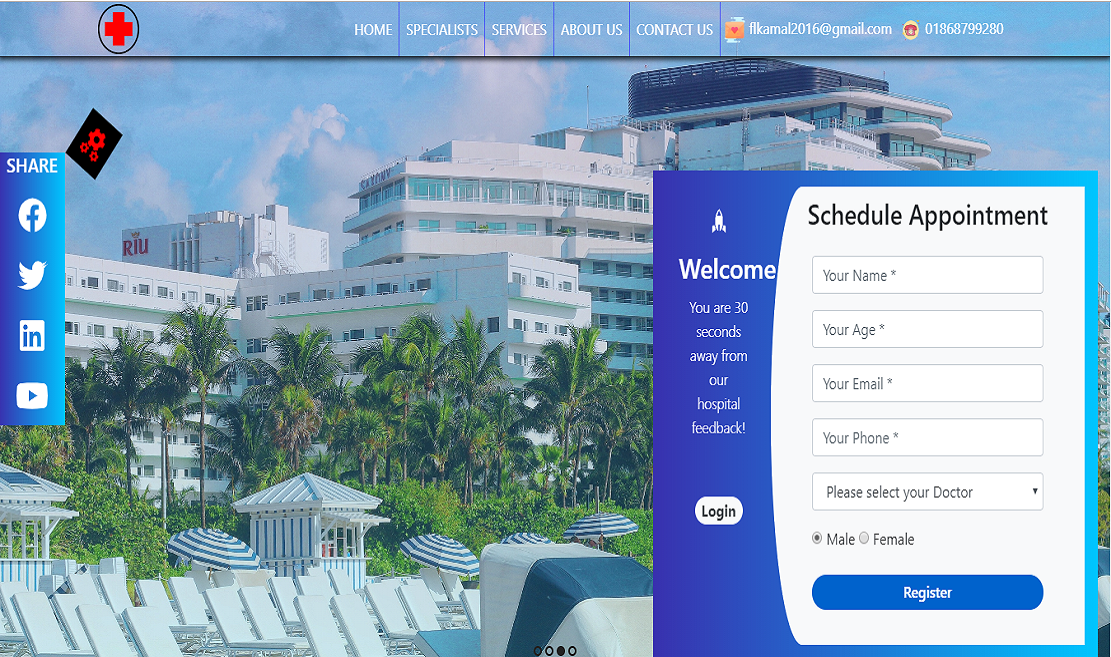 HOME SPECIALISTS SERVICES ABOUT US CONTACT US flkamal2016@gmail.com 01868799280
SHARE
RIU
Schedule Appointment
Welcome
You are 30
seconds
away from
our
hospital
feedback!
Login
Your Name *
Your Age *
Your Email *
Your Phone *
Please select your Doctor
Male Female
Register